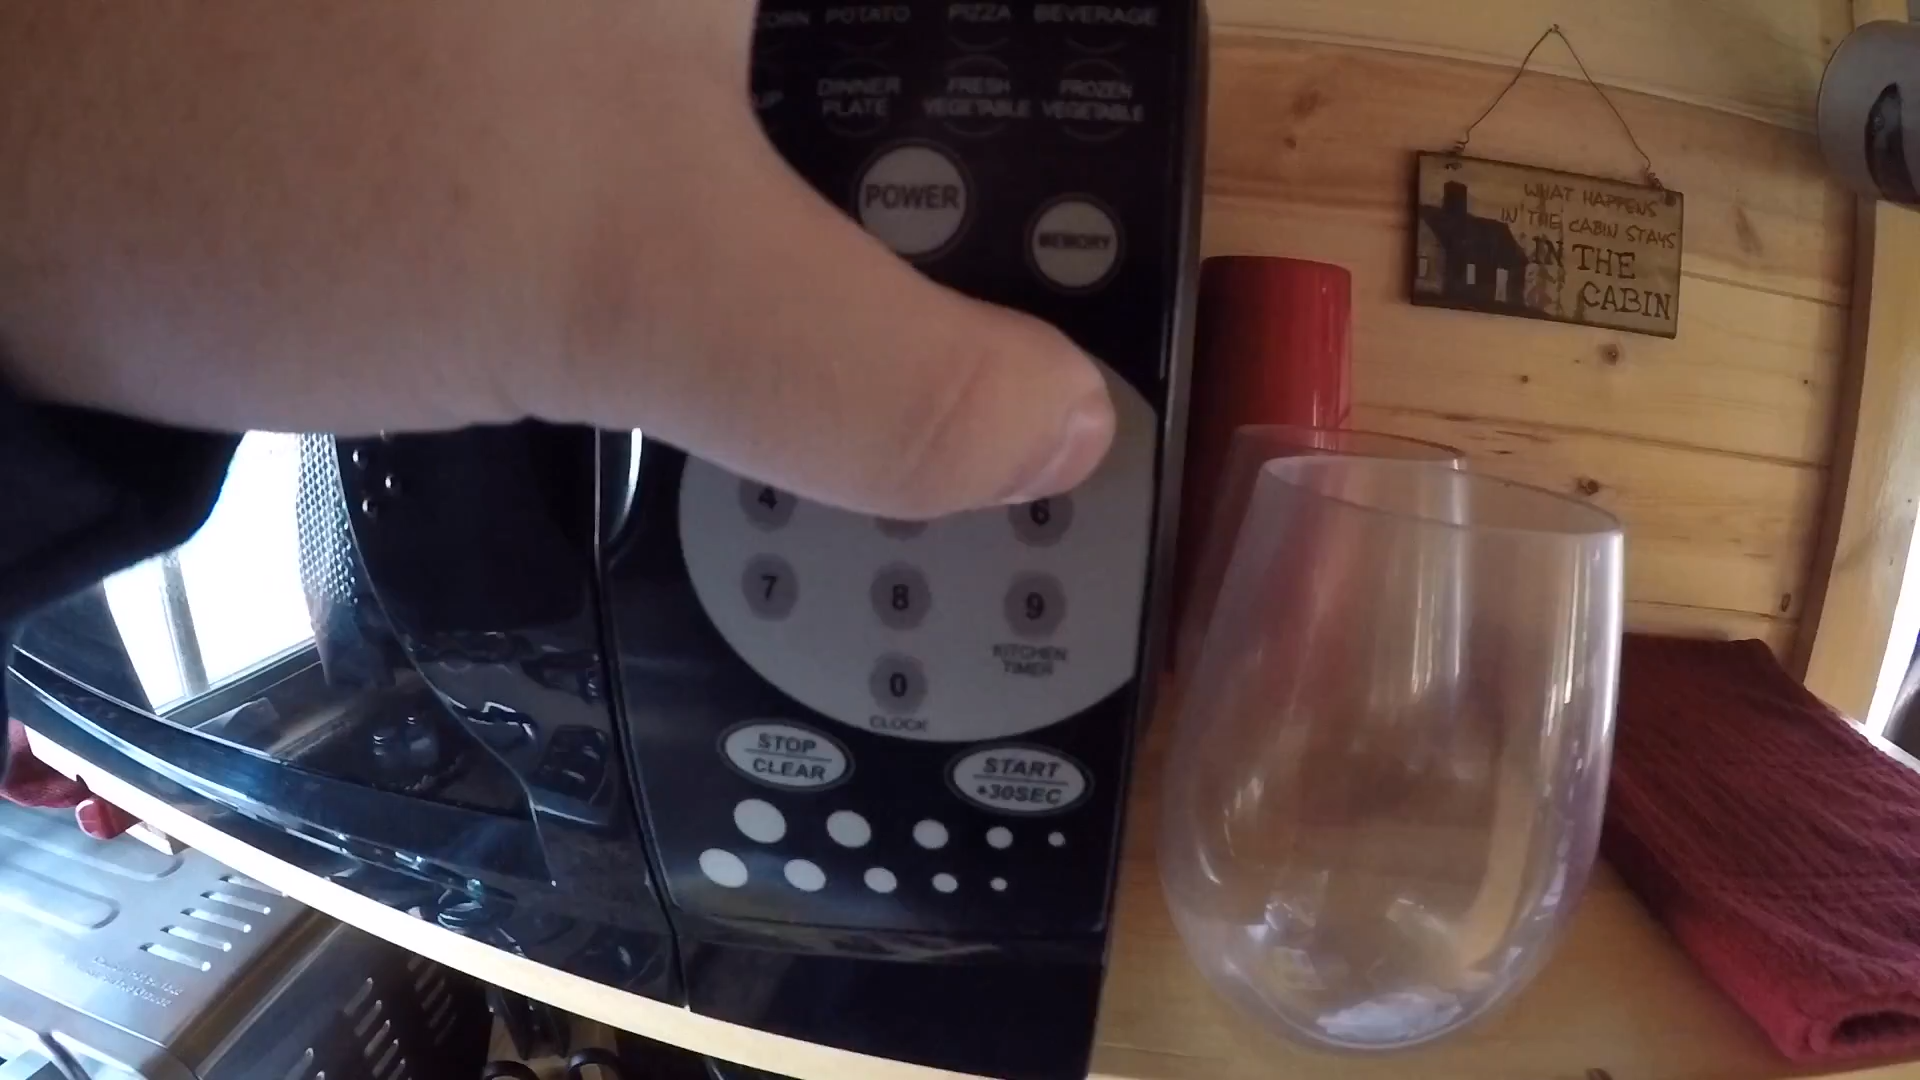 POTATO PIZZA BEVERAGE
DINNER PLATE
FRESH VEGETABLE
FROZEN VEGETABLE
POWER
MEMORY
4 6
7 8 9
KITCHEN TIMER
0
CLOCK
STOP
CLEAR
START
+30SEC
WHAT HAPPENS
IN THE CABIN STAYS
IN THE
CABIN